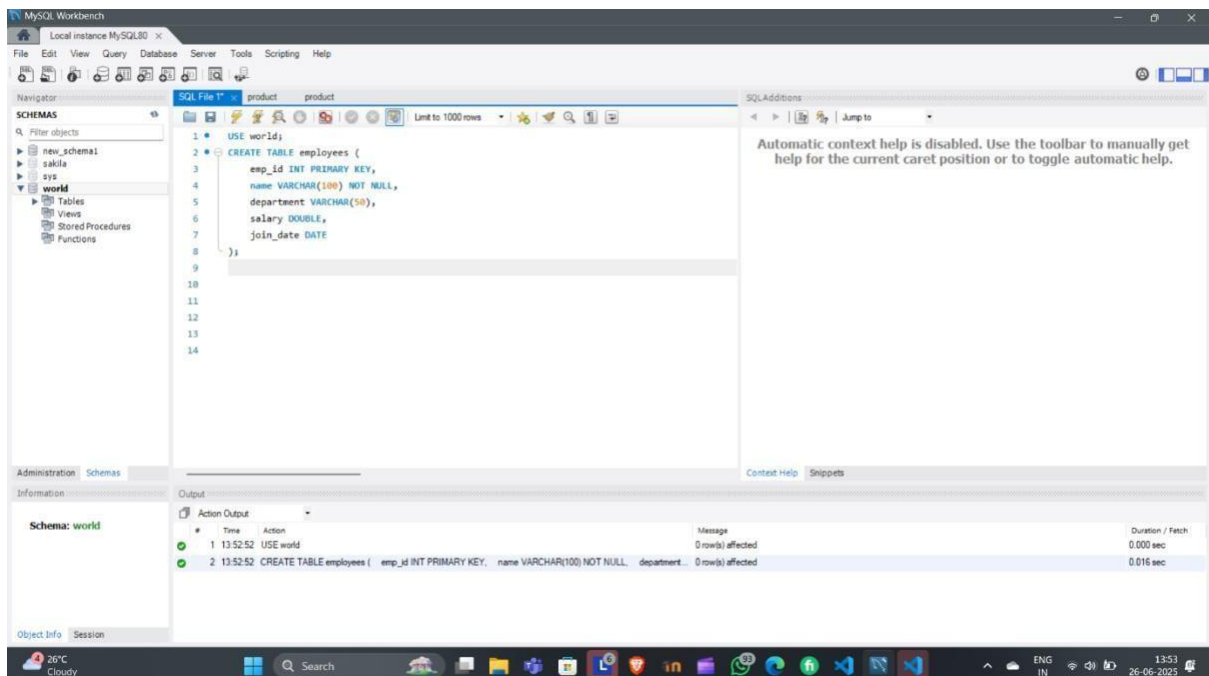 MySQL Workbench
Local instance MySQL80
File Edit View Query Database Server Tools Scripting Help
Navigator
SCHEMAS
Filter objects
new_schema1
sakila
sys
world
Tables
Views
Stored Procedures
Functions
Administration Schemas
Information
Schema: world
Object Info Session
SQL File 1* product product
Limit to 1000 rows
1 USE world;
2 CREATE TABLE employees (
3 emp_id INT PRIMARY KEY,
4 name VARCHAR(100) NOT NULL,
5 department VARCHAR(50),
6 salary DOUBLE,
7 join_date DATE
8 );
9
10
11
12
13
14
SQLAdditions
Jump to
Automatic context help is disabled. Use the toolbar to manually get
help for the current caret position or to toggle automatic help.
Context Help Snippets
Output
Action Output
# Time Action Message Duration / Fetch
1 13:52:52 USE world 0 row(s) affected 0.000 sec
2 13:52:52 CREATE TABLE employees ( emp_id INT PRIMARY KEY, name VARCHAR(100) NOT NULL, department... 0 row(s) affected 0.016 sec
4 26°C
Cloudy
Search
93
ENG
IN
13:53
26-06-2025